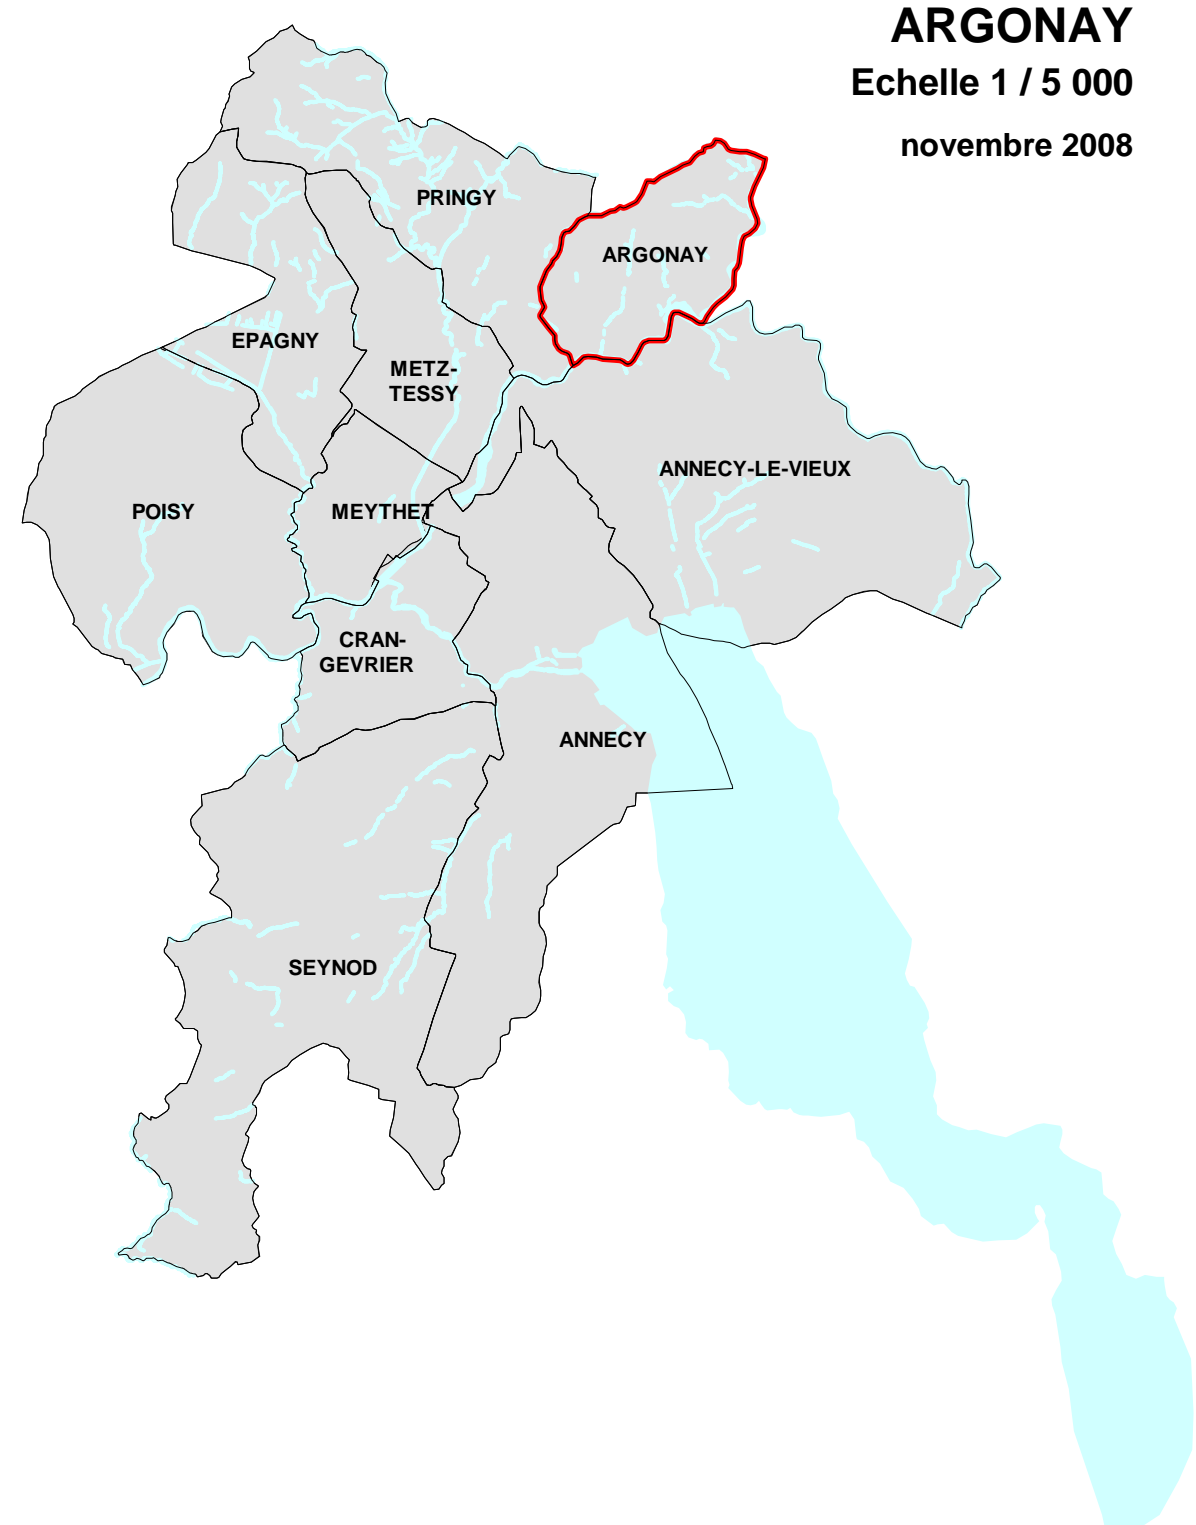 ARGONAY
Echelle 1 / 5 000
novembre 2008
PRINGY
ARGONAY
EPAGNY
METZ-
TESSY
ANNECY-LE-VIEUX
POISY
MEYTHET
CRAN-
GEVRIER
ANNECY
SEYNOD